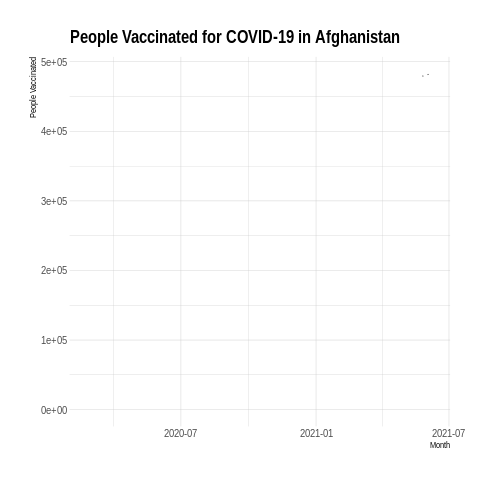 People Vaccinated for COVID-19 in Afghanistan
People Vaccinated
5e+05
4e+05
3e+05
2e+05
1e+05
0e+00
2020-07 2021-01 2021-07
Month